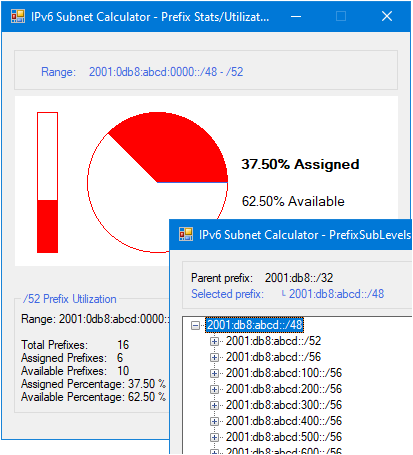 IPv6 Subnet Calculator - Prefix Stats/Utilizat...
Range: 2001:0db8:abcd:0000::/48 - /52
37.50% Assigned
62.50% Available
/52 Prefix Utilization
Range: 2001:0db8:abcd:0000::
Total Prefixes: 16
Assigned Prefixes: 6
Available Prefixes: 10
Assigned Percentage: 37.50 %
Available Percentage: 62.50 %
IPv6 Subnet Calculator - PrefixSubLevels
Parent prefix: 2001:db8::/32
Selected prefix: └ 2001:db8:abcd::/48
2001:db8:abcd::/48
2001:db8:abcd::/52
2001:db8:abcd::/56
2001:db8:abcd:100::/56
2001:db8:abcd:200::/56
2001:db8:abcd:300::/56
2001:db8:abcd:400::/56
2001:db8:abcd:500::/56
2001:db8:abcd:600::/56